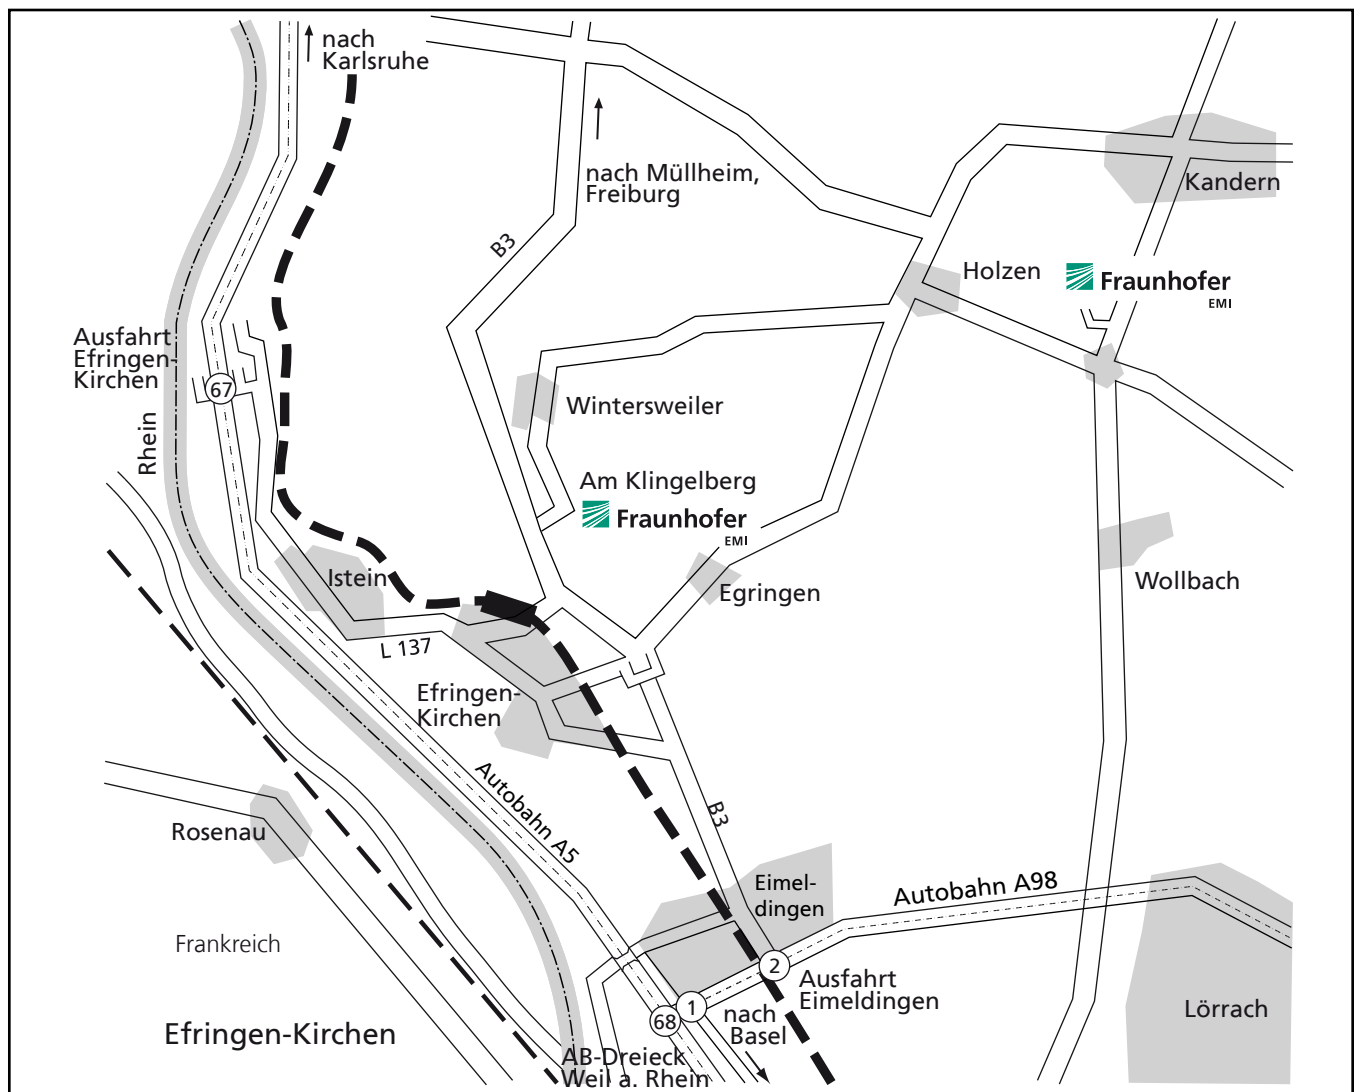 nach
Karlsruhe
nach Müllheim,
Freiburg
Kandern
B3
Holzen
Fraunhofer
EMI
Ausfahrt
Efringen-
Kirchen
67
Rhein
Wintersweiler
Am Klingelberg
Fraunhofer
EMI
Istein
Egringen
Wollbach
L 137
Efringen-
Kirchen
Autobahn A5
B3
Rosenau
Eimel-
dingen
Autobahn A98
Frankreich
2
Ausfahrt
Eimeldingen
1
68
nach
Basel
Lörrach
Efringen-Kirchen
AB-Dreieck
Weil a. Rhein